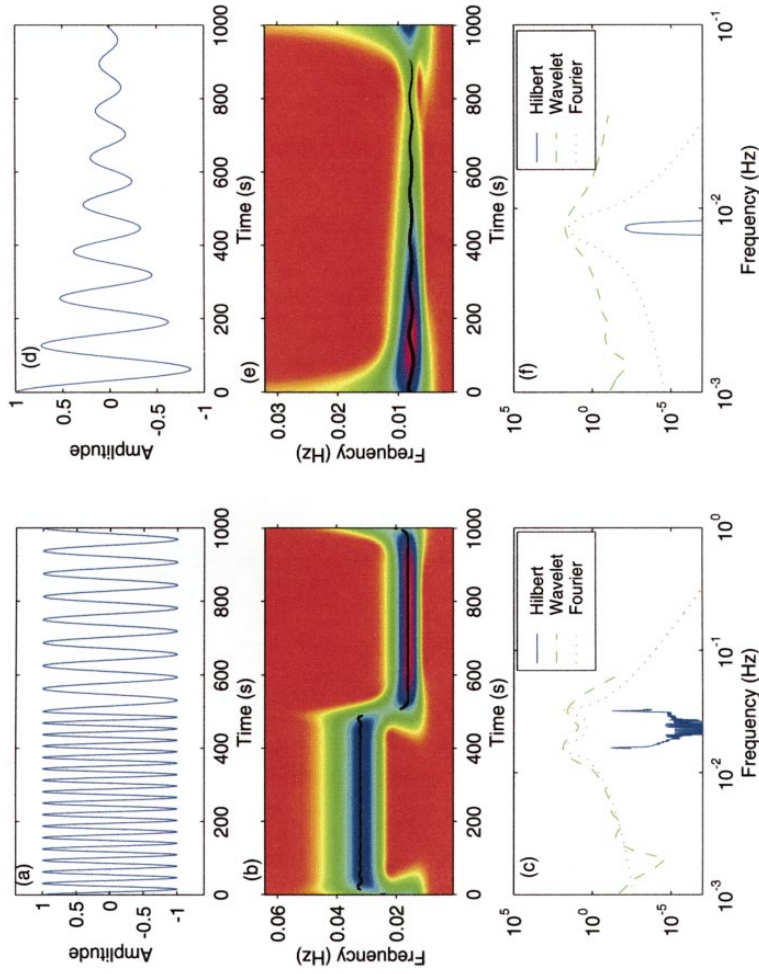 (a)
Amplitude
1
0.5
0
-0.5
-1
0 200 400 600 800 1000
Time (s)
(b)
Frequency (Hz)
0.06
0.04
0.02
0 200 400 600 800 1000
Time (s)
(c)
10^5
10^0
10^-5
10^-3 10^-2 10^-1 10^0
Frequency (Hz)
Hilbert
Wavelet
Fourier
(d)
Amplitude
1
0.5
0
-0.5
-1
0 200 400 600 800 1000
Time (s)
(e)
Frequency (Hz)
0.03
0.02
0.01
0 200 400 600 800 1000
Time (s)
(f)
10^5
10^0
10^-5
10^-3 10^-2 10^-1
Frequency (Hz)
Hilbert
Wavelet
Fourier